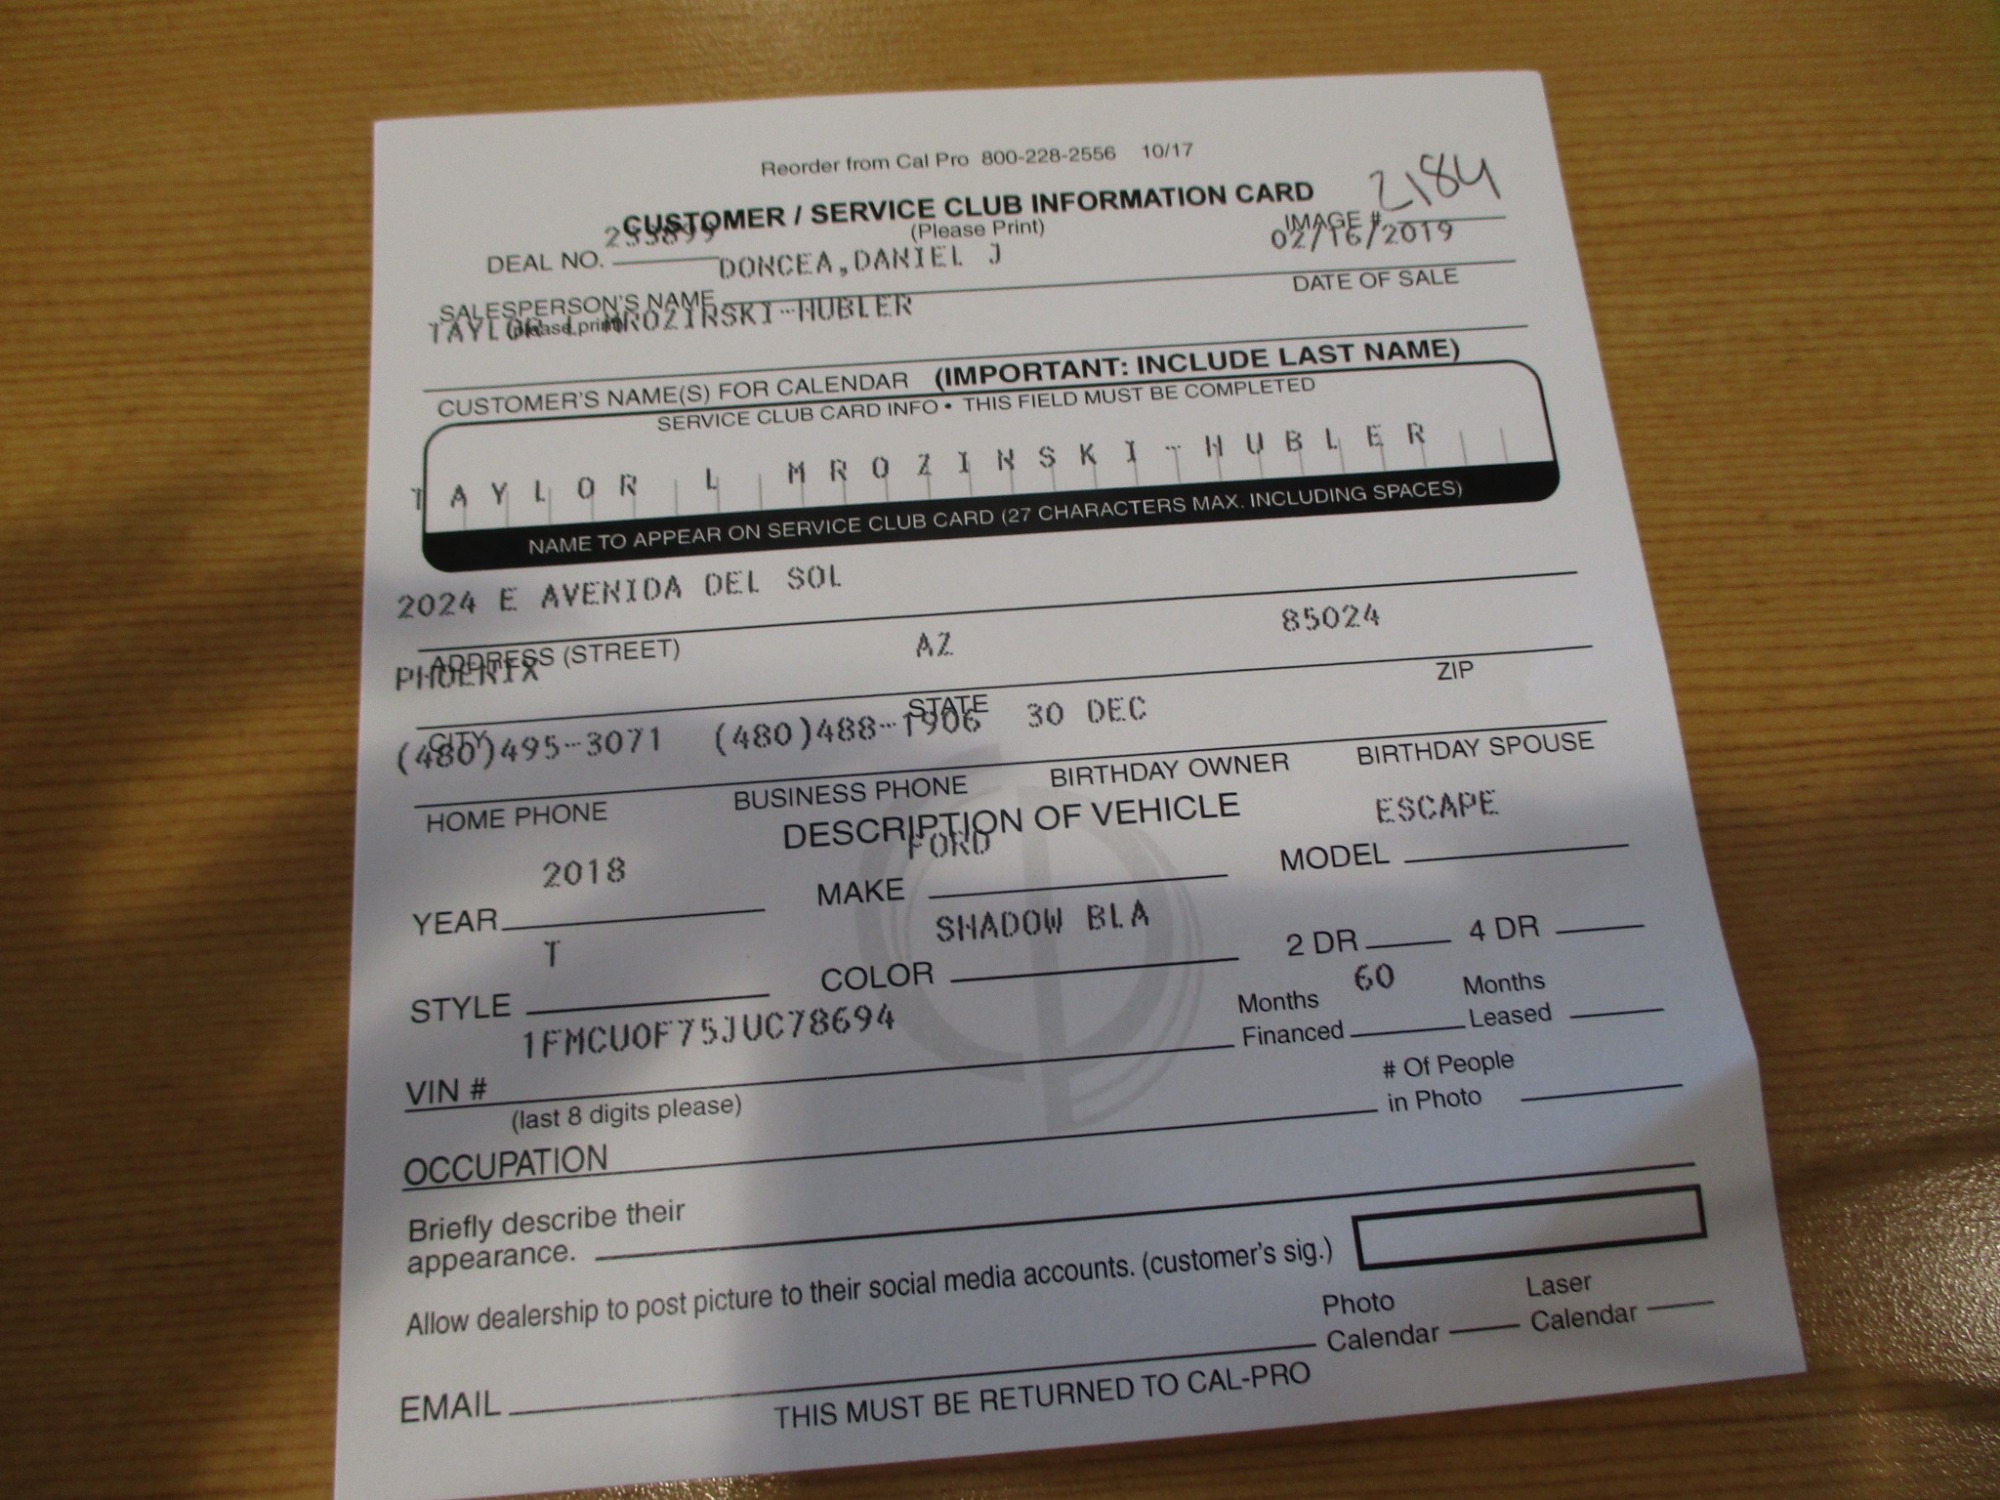 Reorder from Cal Pro 800-228-2556 10/17
CUSTOMER / SERVICE CLUB INFORMATION CARD
(Please Print)
IMAGE # 2184
DEAL NO. 233899
02/16/2019
DONCEA,DANIEL J
SALESPERSON'S NAME
(please print)
DATE OF SALE
TAYLOR L MROZINSKI-HUBLER
CUSTOMER'S NAME(S) FOR CALENDAR (IMPORTANT: INCLUDE LAST NAME)
SERVICE CLUB CARD INFO • THIS FIELD MUST BE COMPLETED
TAYLOR L MROZINSKI-HUBLER
NAME TO APPEAR ON SERVICE CLUB CARD (27 CHARACTERS MAX. INCLUDING SPACES)
2024 E AVENIDA DEL SOL
ADDRESS (STREET)
PHOENIX AZ 85024
CITY STATE ZIP
(480)495-3071 (480)488-1906 30 DEC
HOME PHONE BUSINESS PHONE BIRTHDAY OWNER BIRTHDAY SPOUSE
DESCRIPTION OF VEHICLE
2018 FORD ESCAPE
YEAR MAKE MODEL
T SHADOW BLA
STYLE COLOR 2 DR 4 DR
60
Months Financed Months Leased
1FMCU0F75JUC78694
VIN #
(last 8 digits please)
# Of People
in Photo
OCCUPATION
Briefly describe their
appearance.
Allow dealership to post picture to their social media accounts. (customer's sig.)
Photo Calendar Laser Calendar
EMAIL
THIS MUST BE RETURNED TO CAL-PRO